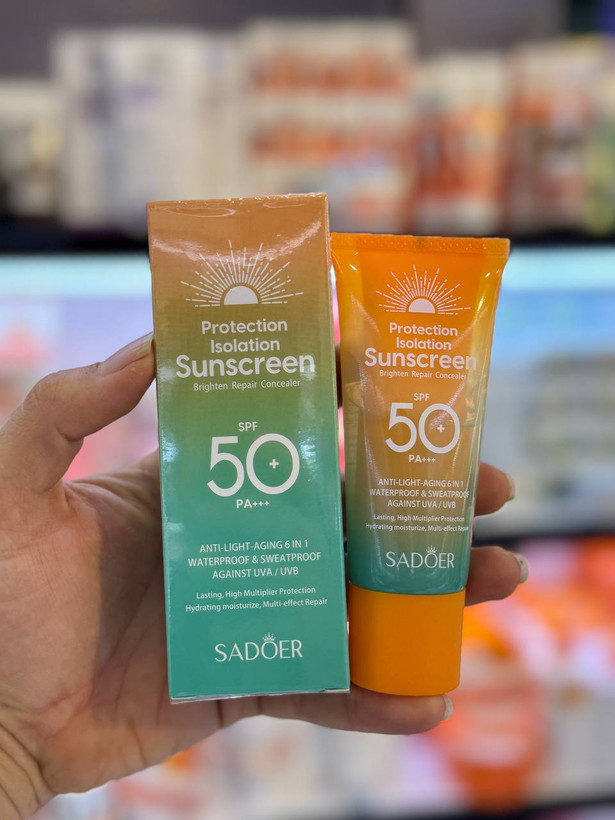 Protection
Isolation
Sunscreen
Brighten Repair Concealer
SPF
50+
PA+++
ANTI-LIGHT-AGING 6 IN 1
WATERPROOF & SWEATPROOF
AGAINST UVA / UVB
Lasting, High Multiplier Protection
Hydrating moisturize, Multi-effect Repair
SADOER
Protection
Isolation
Sunscreen
Brighten Repair Concealer
SPF
50+
PA+++
ANTI-LIGHT-AGING 6 IN 1
WATERPROOF & SWEATPROOF
AGAINST UVA / UVB
Lasting, High Multiplier Protection
Hydrating moisturize, Multi-effect Repair
SADOER